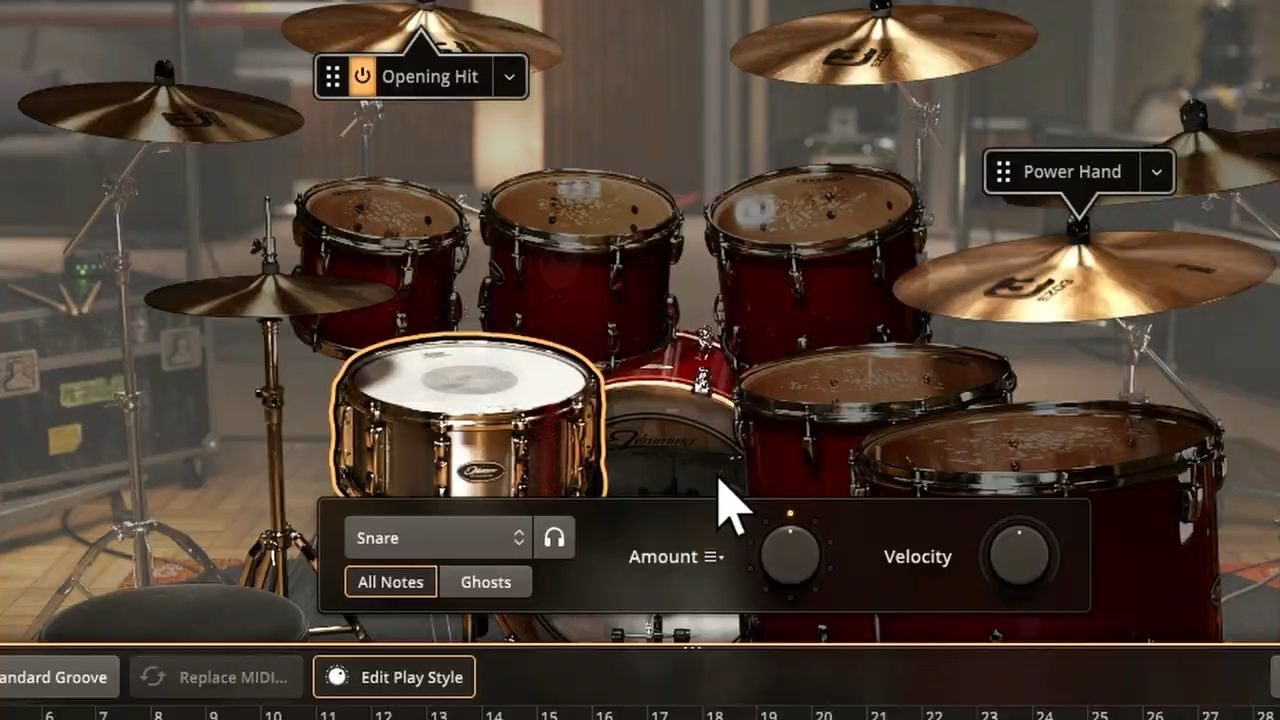 Opening Hit
Power Hand
EZD3
Snare
All Notes
Ghosts
Amount
Velocity
andard Groove
Replace MIDI...
Edit Play Style
6 7 8 9 10 11 12 13 14 15 16 17 18 19 20 21 22 23 24 25 26 27 28